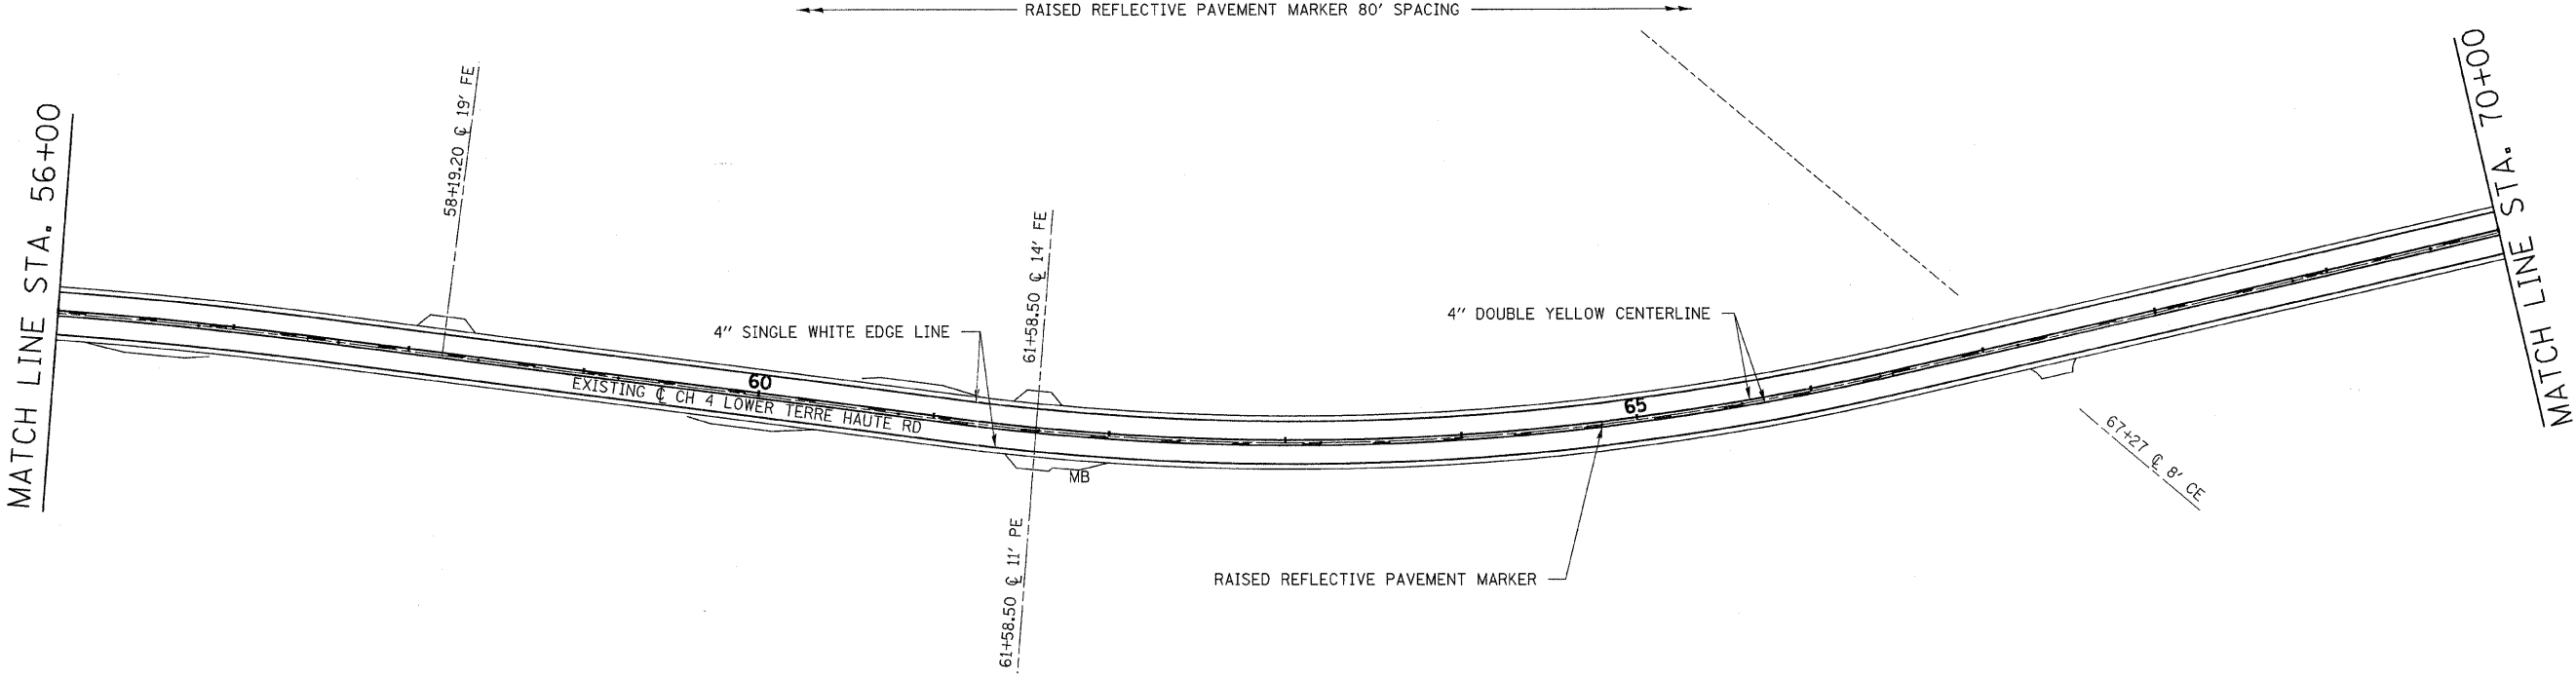 RAISED REFLECTIVE PAVEMENT MARKER 80' SPACING
MATCH LINE STA. 56+00
58+19.20 ℄ 19' FE
61+58.50 ℄ 14' FE
MATCH LINE STA. 70+00
4" SINGLE WHITE EDGE LINE
4" DOUBLE YELLOW CENTERLINE
60
65
EXISTING ℄ CH 4 LOWER TERRE HAUTE RD
MB
67+27 ℄ 8' CE
61+58.50 ℄ 11' PE
RAISED REFLECTIVE PAVEMENT MARKER